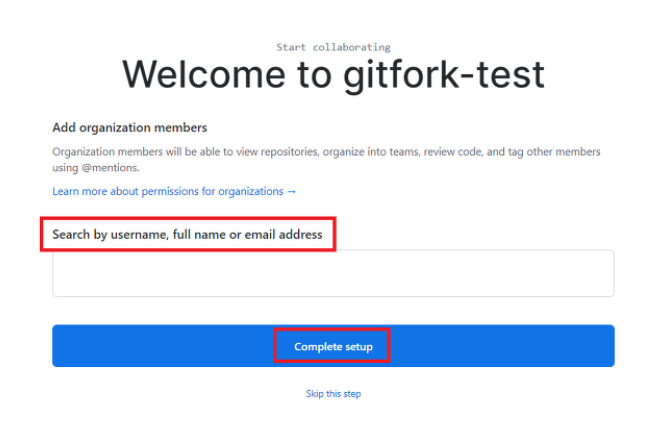 Start collaborating
Welcome to gitfork-test
Add organization members
Organization members will be able to view repositories, organize into teams, review code, and tag other members
using @mentions.
Learn more about permissions for organizations →
Search by username, full name or email address
Complete setup
Skip this step